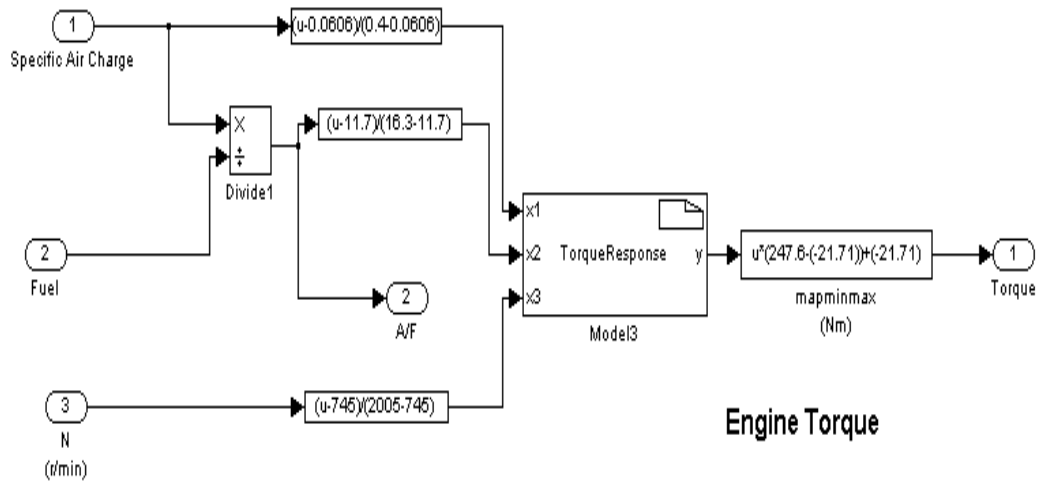 1
(u-0.0606)/(0.4-0.0606)
Specific Air Charge
X
÷
Divide1
(u-11.7)/(16.3-11.7)
2
Fuel
2
A/F
x1
x2
x3
TorqueResponse
y
Model3
u*(247.6-(-21.71))+(-21.71)
mapminmax
(Nm)
1
Torque
3
N
(r/min)
(u-745)/(2005-745)
Engine Torque